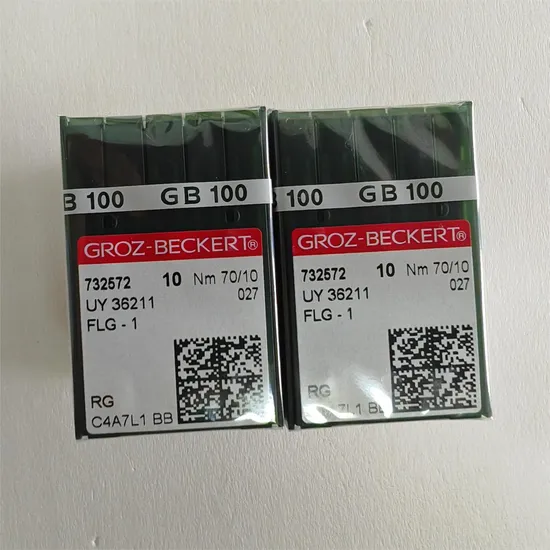 B 100 GB 100
GROZ-BECKERT®
732572 10 Nm 70/10
UY 36211 027
FLG - 1
RG
C4A7L1 BB
100 GB 100
GROZ-BECKERT®
732572 10 Nm 70/10
UY 36211 027
FLG - 1
RG